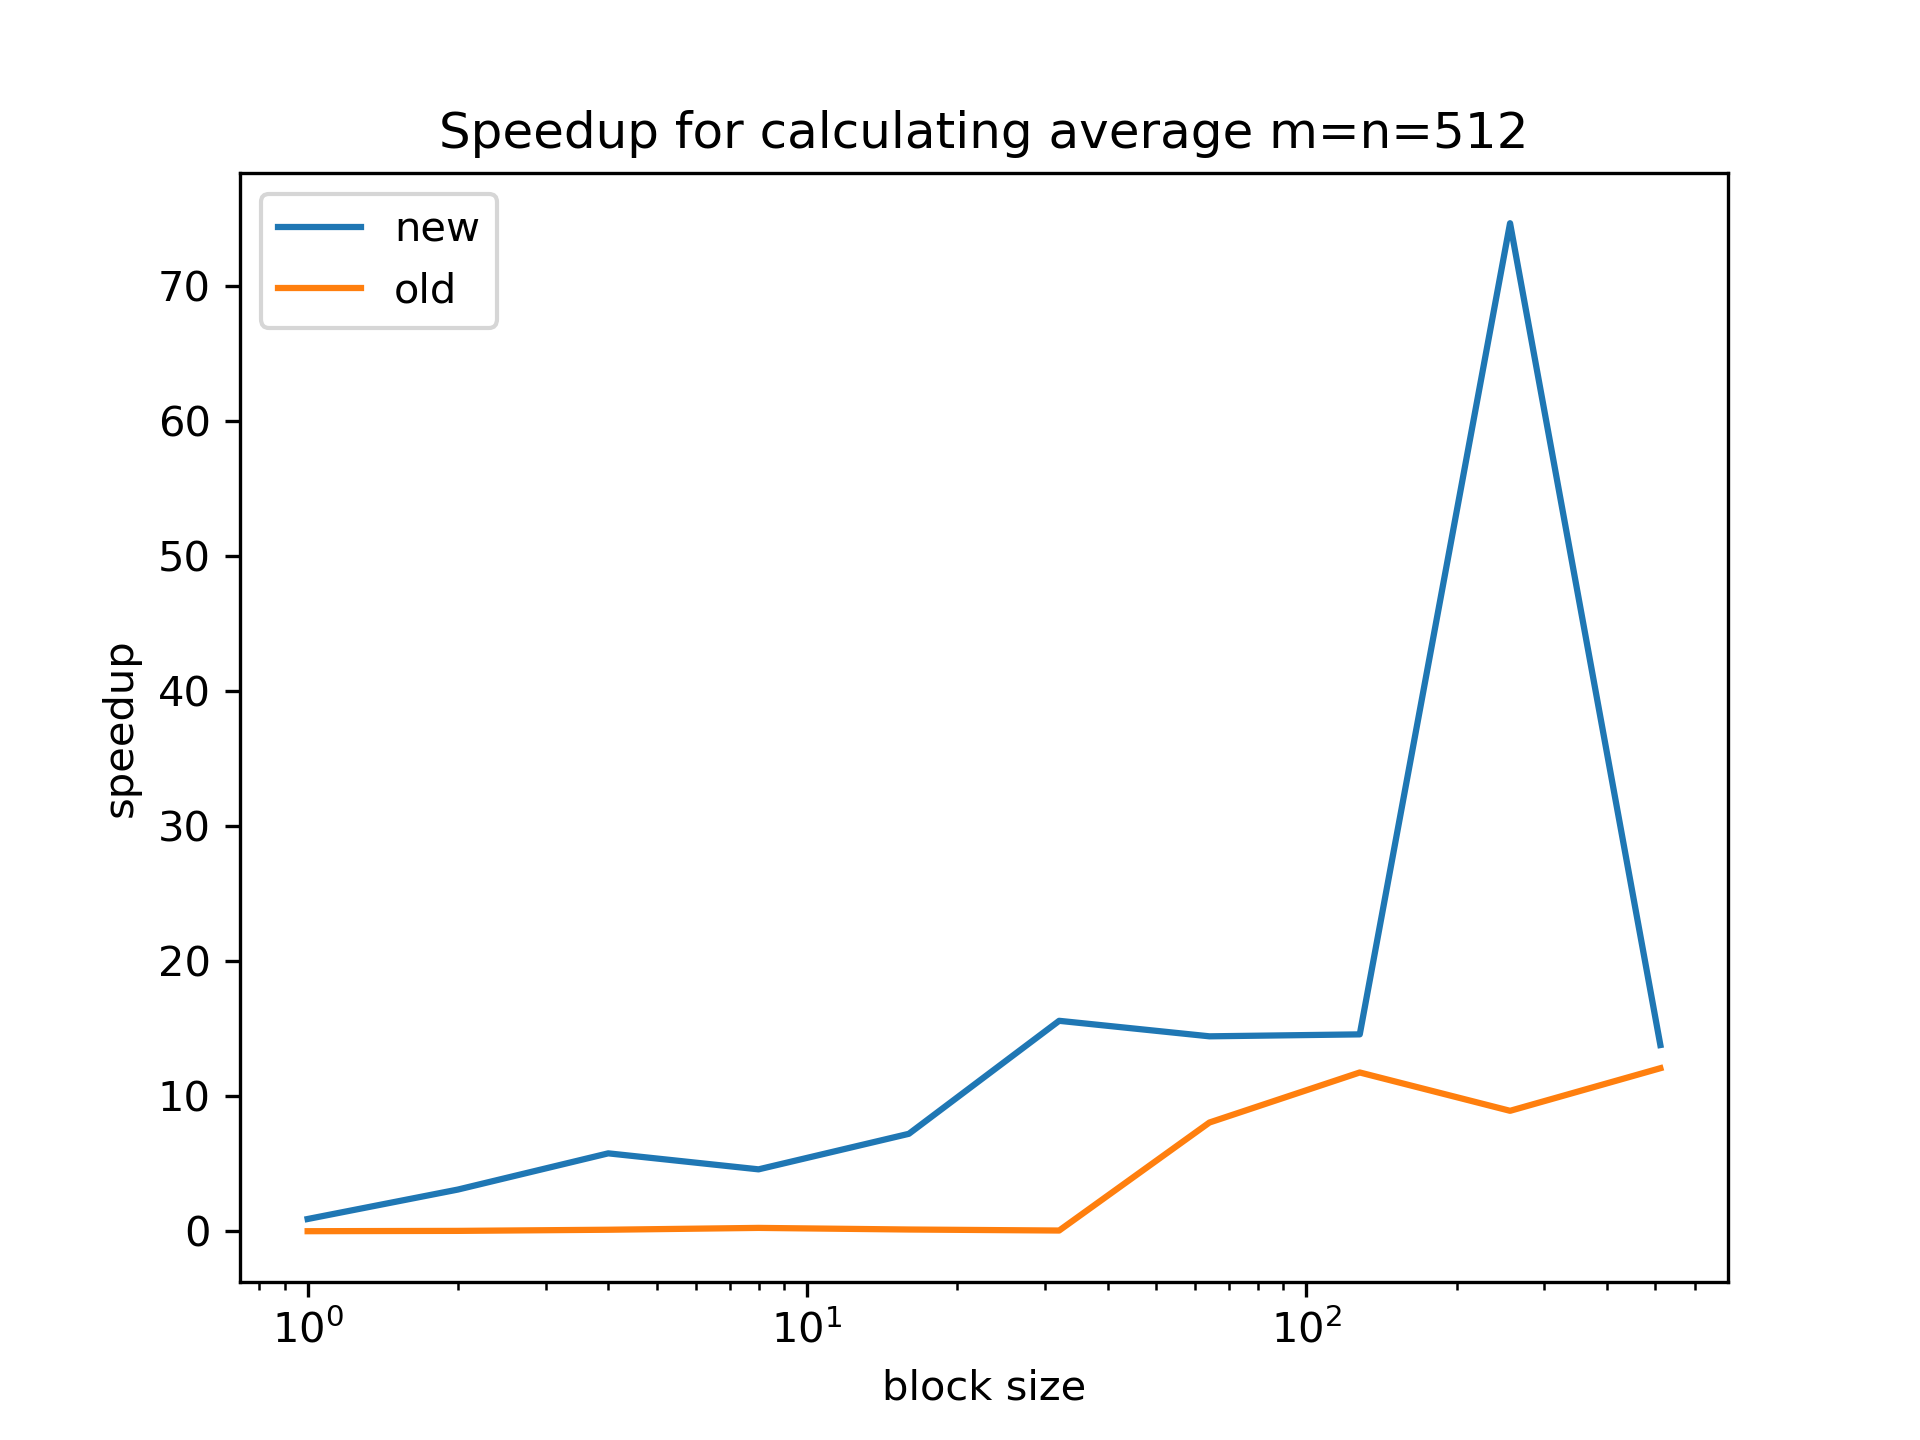 Speedup for calculating average m=n=512
new
old
70
60
50
40
30
20
10
0
speedup
10⁰ 10¹ 10²
block size